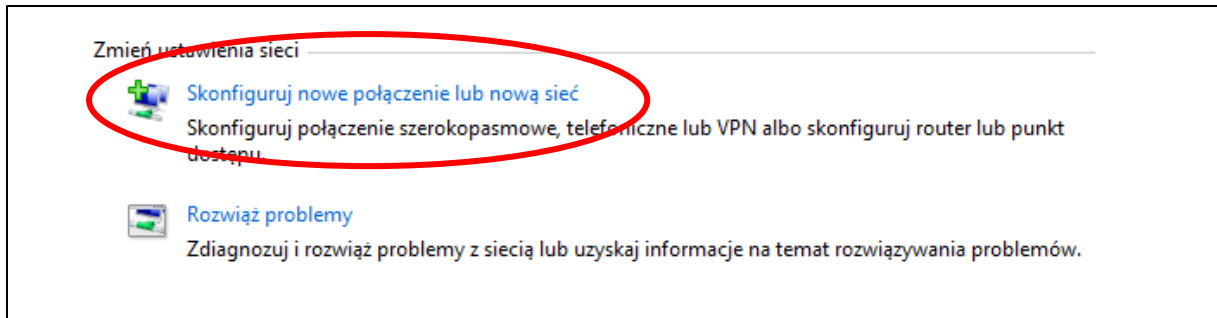 Zmień ustawienia sieci
Skonfiguruj nowe połączenie lub nową sieć
Skonfiguruj połączenie szerokopasmowe, telefoniczne lub VPN albo skonfiguruj router lub punkt
dostępu.
Rozwiąż problemy
Zdiagnozuj i rozwiąż problemy z siecią lub uzyskaj informacje na temat rozwiązywania problemów.